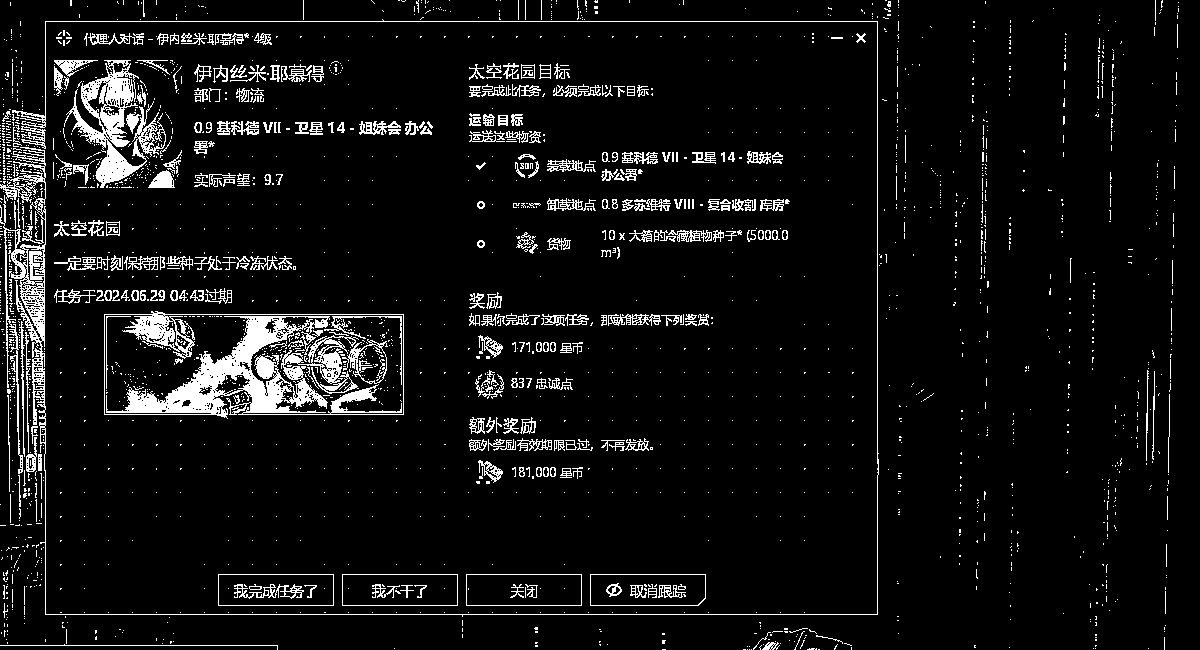 代理人对话 - 伊内丝米·耶慕得* 4级
伊内丝米·耶慕得
部门：物流
0.9 基科德 VII - 卫星 14 - 姐妹会 办公
署*
实际声望：9.7
太空花园
一定要时刻保持那些种子处于冷冻状态。
任务于2024.06.29 04:43过期
太空花园目标
要完成此任务，必须完成以下目标：
运输目标
运送这些物资：
装载地点 0.9 基科德 VII - 卫星 14 - 姐妹会
办公署*
卸载地点 0.8 多苏维特 VIII - 复合收割 库房*
货物 10 x 大箱的冷藏植物种子* (5000.0
m³)
奖励
如果你完成了这项任务，那就能获得下列奖赏：
171,000 星币
837 忠诚点
额外奖励
额外奖励有效期限已过，不再发放。
181,000 星币
我完成任务了
我不干了
关闭
取消跟踪